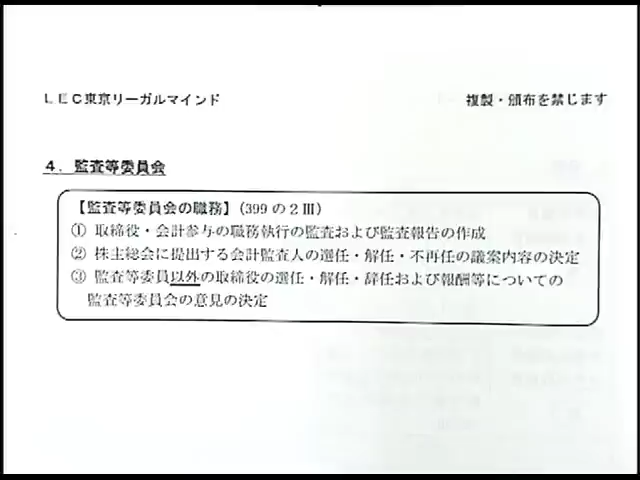 LEC東京リーガルマインド
複製・頒布を禁じます
4．監査等委員会
【監査等委員会の職務】（399の2Ⅲ）
① 取締役・会計参与の職務執行の監査および監査報告の作成
② 株主総会に提出する会計監査人の選任・解任・不再任の議案内容の決定
③ 監査等委員以外の取締役の選任・解任・辞任および報酬等についての
監査等委員会の意見の決定